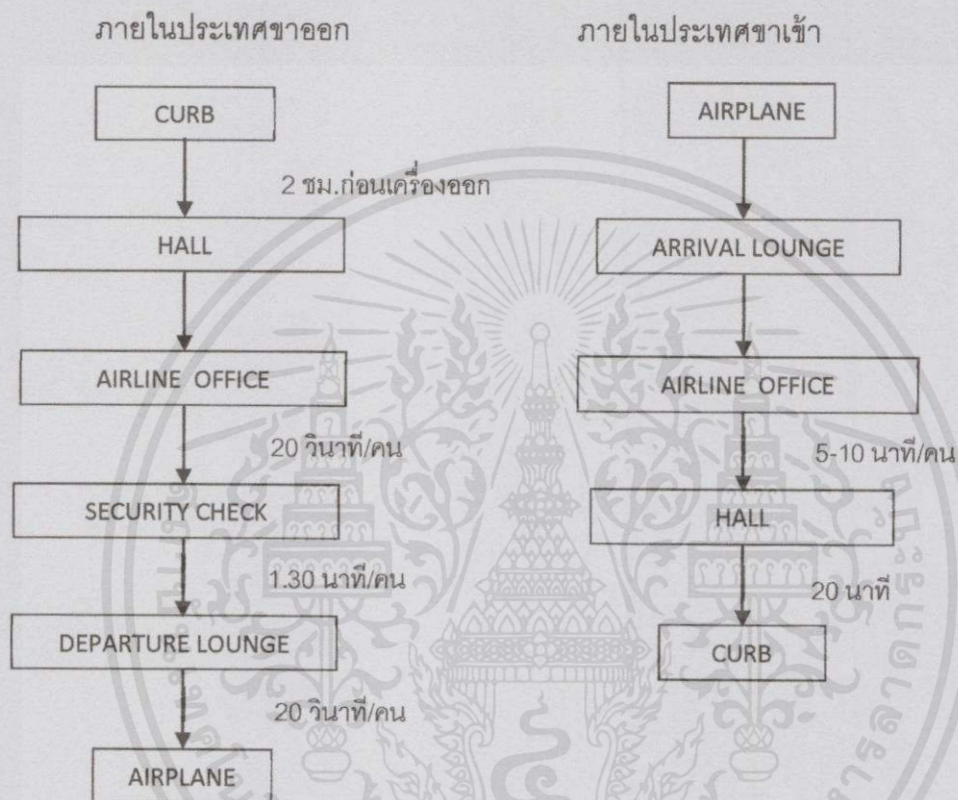 ภายในประเทศขาออก
CURB
2 ชม.ก่อนเครื่องออก
HALL
AIRLINE OFFICE
20 วินาที/คน
SECURITY CHECK
1.30 นาที/คน
DEPARTURE LOUNGE
20 วินาที/คน
AIRPLANE
ภายในประเทศขาเข้า
AIRPLANE
ARRIVAL LOUNGE
AIRLINE OFFICE
5-10 นาที/คน
HALL
20 นาที
CURB